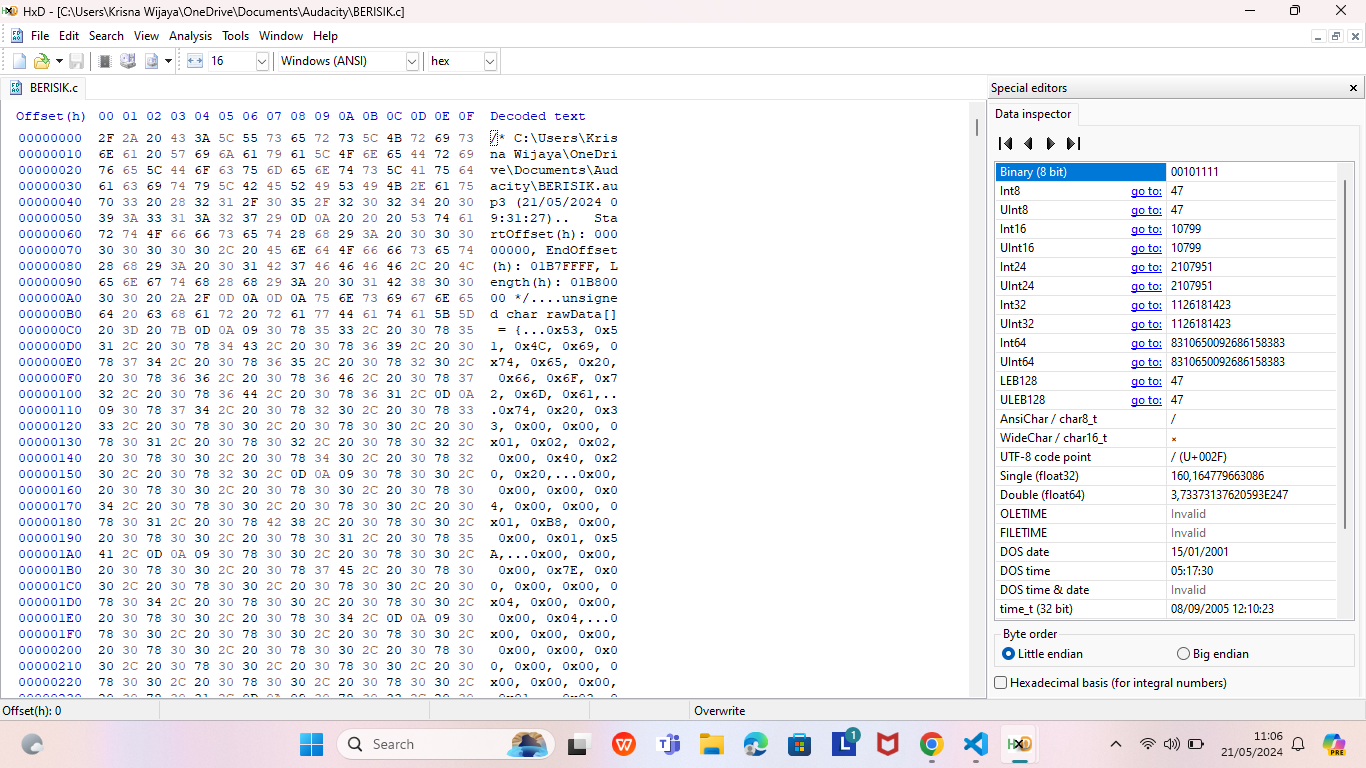 HxD - [C:\Users\Krisna Wijaya\OneDrive\Documents\Audacity\BERISIK.c]
File Edit Search View Analysis Tools Window Help
16 Windows (ANSI) hex
BERISIK.c
Offset(h) 00 01 02 03 04 05 06 07 08 09 0A 0B 0C 0D 0E 0F Decoded text
00000000 2F 2A 20 43 3A 5C 55 73 65 72 73 5C 4B 72 69 73 /* C:\Users\Kris
00000010 6E 61 20 57 69 6A 61 79 61 5C 4F 6E 65 44 72 69 na Wijaya\OneDri
00000020 76 65 5C 44 6F 63 75 6D 65 6E 74 73 5C 41 75 64 ve\Documents\Aud
00000030 61 63 69 74 79 5C 42 45 52 49 53 49 4B 2E 61 75 acity\BERISIK.au
00000040 70 33 20 28 32 31 2F 30 35 2F 32 30 32 34 20 30 p3 (21/05/2024 0
00000050 39 3A 33 31 3A 32 37 29 0D 0A 20 20 20 53 74 61 9:31:27)..   Sta
00000060 72 74 4F 66 66 73 65 74 28 68 29 3A 20 30 30 30 rtOffset(h): 000
00000070 30 30 30 30 30 2C 20 45 6E 64 4F 66 66 73 65 74 00000, EndOffset
00000080 28 68 29 3A 20 30 31 42 37 46 46 46 46 2C 20 4C (h): 01B7FFFF, L
00000090 65 6E 67 74 68 28 68 29 3A 20 30 31 42 38 30 30 ength(h): 01B800
000000A0 30 30 20 2A 2F 0D 0A 0D 0A 75 6E 73 69 67 6E 65 00 */....unsigne
000000B0 64 20 63 68 61 72 20 72 61 77 44 61 74 61 5B 5D d char rawData[]
000000C0 20 3D 20 7B 0D 0A 09 30 78 35 33 2C 20 30 78 35 = {...0x53, 0x5
000000D0 31 2C 20 30 78 34 43 2C 20 30 78 36 39 2C 20 30 1, 0x4C, 0x69, 0
000000E0 78 37 34 2C 20 30 78 36 35 2C 20 30 78 32 30 2C x74, 0x65, 0x20,
000000F0 20 30 78 36 36 2C 20 30 78 36 46 2C 20 30 78 37 0x66, 0x6F, 0x7
00000100 32 2C 20 30 78 36 44 2C 20 30 78 36 31 2C 0D 0A 2, 0x6D, 0x61,..
00000110 09 30 78 37 34 2C 20 30 78 32 30 2C 20 30 78 33 .0x74, 0x20, 0x3
00000120 33 2C 20 30 78 30 30 2C 20 30 78 30 30 2C 20 30 3, 0x00, 0x00, 0
00000130 78 30 31 2C 20 30 78 30 32 2C 20 30 78 30 32 2C x01, 0x02, 0x02,
00000140 20 30 78 30 30 2C 20 30 78 34 30 2C 20 30 78 32 0x00, 0x40, 0x2
00000150 30 2C 20 30 78 32 30 2C 0D 0A 09 30 78 30 30 2C 0, 0x20,...0x00,
00000160 20 30 78 30 30 2C 20 30 78 30 30 2C 20 30 78 30 0x00, 0x00, 0x0
00000170 34 2C 20 30 78 30 30 2C 20 30 78 30 30 2C 20 30 4, 0x00, 0x00, 0
00000180 78 30 31 2C 20 30 78 42 38 2C 20 30 78 30 30 2C x01, 0xB8, 0x00,
00000190 20 30 78 30 30 2C 20 30 78 30 31 2C 20 30 78 35 0x00, 0x01, 0x5
000001A0 41 2C 0D 0A 09 30 78 30 30 2C 20 30 78 30 30 2C A,...0x00, 0x00,
000001B0 20 30 78 30 30 2C 20 30 78 37 45 2C 20 30 78 30 0x00, 0x7E, 0x0
000001C0 30 2C 20 30 78 30 30 2C 20 30 78 30 30 2C 20 30 0, 0x00, 0x00, 0
000001D0 78 30 34 2C 20 30 78 30 30 2C 20 30 78 30 30 2C x04, 0x00, 0x00,
000001E0 20 30 78 30 30 2C 20 30 78 30 34 2C 0D 0A 09 30 0x00, 0x04,...0
000001F0 78 30 30 2C 20 30 78 30 30 2C 20 30 78 30 30 2C x00, 0x00, 0x00,
00000200 20 30 78 30 30 2C 20 30 78 30 30 2C 20 30 78 30 0x00, 0x00, 0x0
00000210 30 2C 20 30 78 30 30 2C 20 30 78 30 30 2C 20 30 0, 0x00, 0x00, 0
00000220 78 30 30 2C 20 30 78 30 30 2C 20 30 78 30 30 2C x00, 0x00, 0x00,
Special editors
Data inspector
Binary (8 bit) 00101111
Int8 go to: 47
UInt8 go to: 47
Int16 go to: 10799
UInt16 go to: 10799
Int24 go to: 2107951
UInt24 go to: 2107951
Int32 go to: 1126181423
UInt32 go to: 1126181423
Int64 go to: 8310650092686158383
UInt64 go to: 8310650092686158383
LEB128 go to: 47
ULEB128 go to: 47
AnsiChar / char8_t /
WideChar / char16_t
UTF-8 code point / (U+002F)
Single (float32) 160,164779663086
Double (float64) 3,73373137620593E247
OLETIME Invalid
FILETIME Invalid
DOS date 15/01/2001
DOS time 05:17:30
DOS time & date Invalid
time_t (32 bit) 08/09/2005 12:10:23
Byte order
Little endian Big endian
Hexadecimal basis (for integral numbers)
Offset(h): 0 Overwrite
Search
1
11:06
21/05/2024
PRE